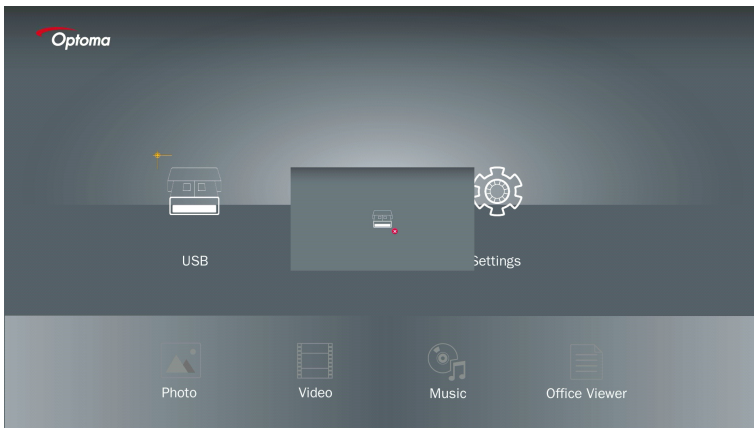 Optoma
USB
Settings
Photo
Video
Music
Office Viewer